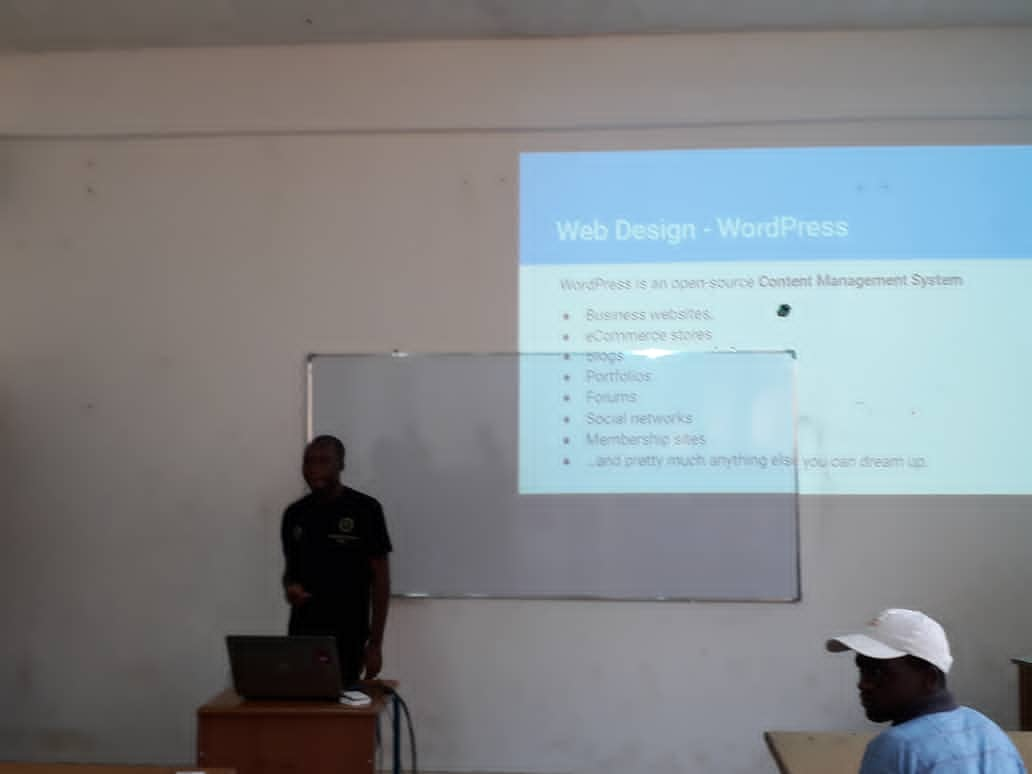 Web Design - WordPress
WordPress is an open-source Content Management System
● Business websites.
● eCommerce stores
● Blogs
● Portfolios
● Forums
● Social networks
● Membership sites
● ...and pretty much anything else you can dream up.